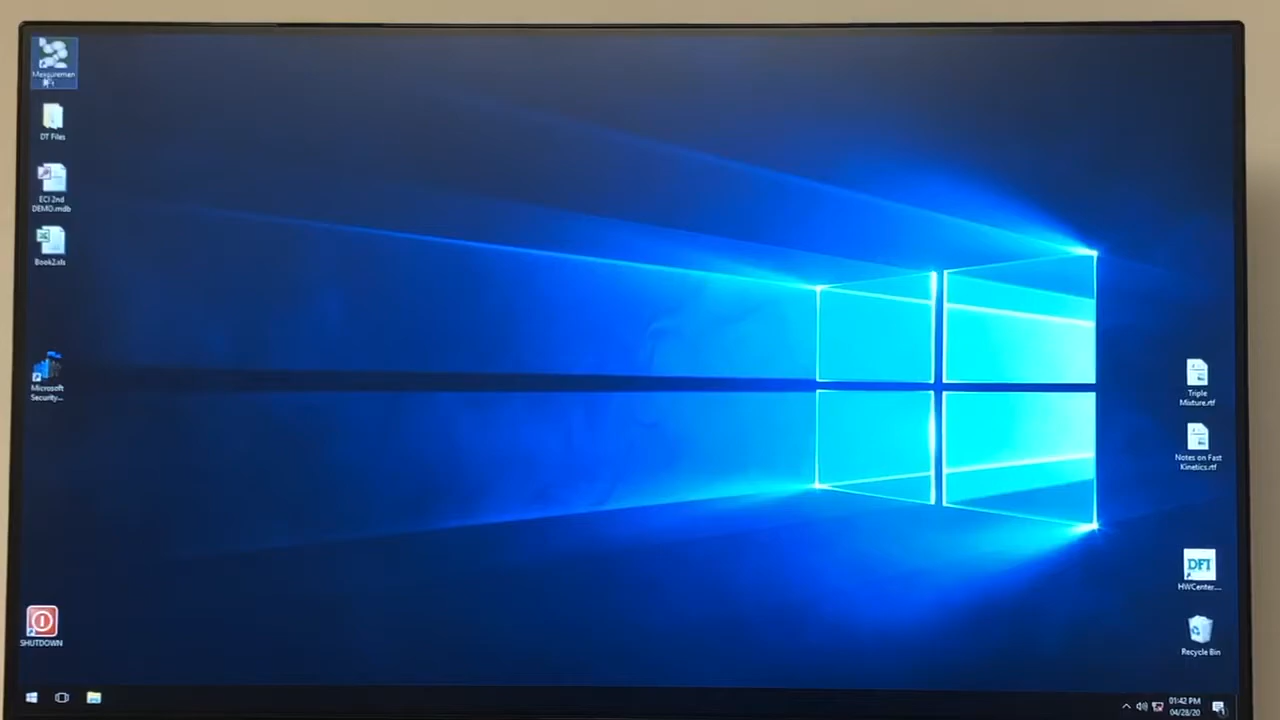 Measuremen
DT Files
ECI 2nd
DEMO.mdb
Book2.xls
Microsoft
Security...
SHUTDOWN
Triple
Mixture.rtf
Notes on Fast
Kinetics.rtf
DFI
HWCenter....
Recycle Bin
01:42 PM
04/28/20